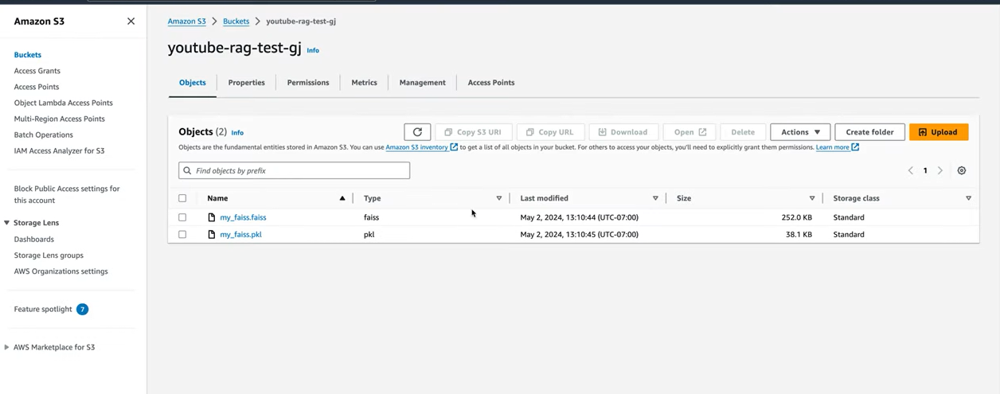 Amazon S3
Buckets
Access Grants
Access Points
Object Lambda Access Points
Multi-Region Access Points
Batch Operations
IAM Access Analyzer for S3
Block Public Access settings for
this account
Storage Lens
Dashboards
Storage Lens groups
AWS Organizations settings
Feature spotlight 7
AWS Marketplace for S3
Amazon S3 > Buckets > youtube-rag-test-gj
youtube-rag-test-gj Info
Objects Properties Permissions Metrics Management Access Points
Objects (2) Info Copy S3 URI Copy URL Download Open Delete Actions Create folder Upload
Objects are the fundamental entities stored in Amazon S3. You can use Amazon S3 inventory to get a list of all objects in your bucket. For others to access your objects, you'll need to explicitly grant them permissions. Learn more
Find objects by prefix
1
Name Type Last modified Size Storage class
my_faiss.faiss faiss May 2, 2024, 13:10:44 (UTC-07:00) 252.0 KB Standard
my_faiss.pkl pkl May 2, 2024, 13:10:45 (UTC-07:00) 38.1 KB Standard